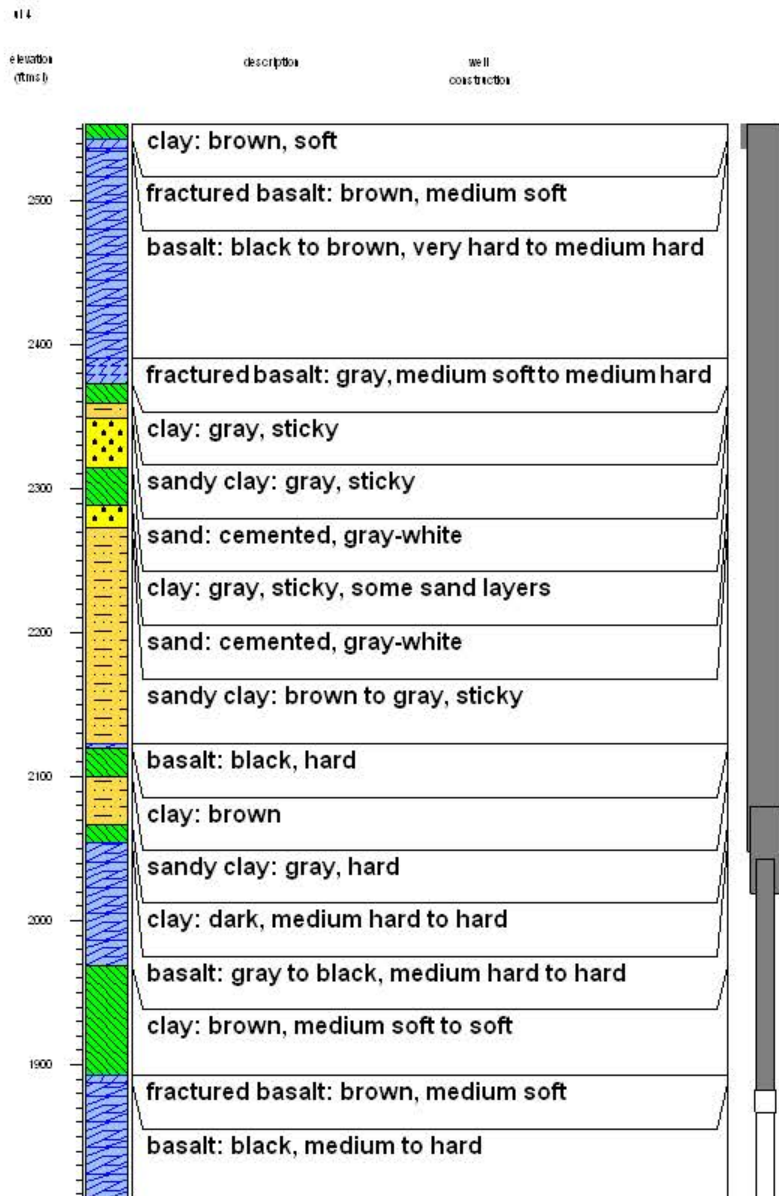 elevation
(ft msl)
description
well
construction
clay: brown, soft
fractured basalt: brown, medium soft
2500
basalt: black to brown, very hard to medium hard
2400
fractured basalt: gray, medium soft to medium hard
clay: gray, sticky
sandy clay: gray, sticky
2300
sand: cemented, gray-white
clay: gray, sticky, some sand layers
2200
sand: cemented, gray-white
sandy clay: brown to gray, sticky
basalt: black, hard
2100
clay: brown
sandy clay: gray, hard
clay: dark, medium hard to hard
2000
basalt: gray to black, medium hard to hard
clay: brown, medium soft to soft
1900
fractured basalt: brown, medium soft
basalt: black, medium to hard